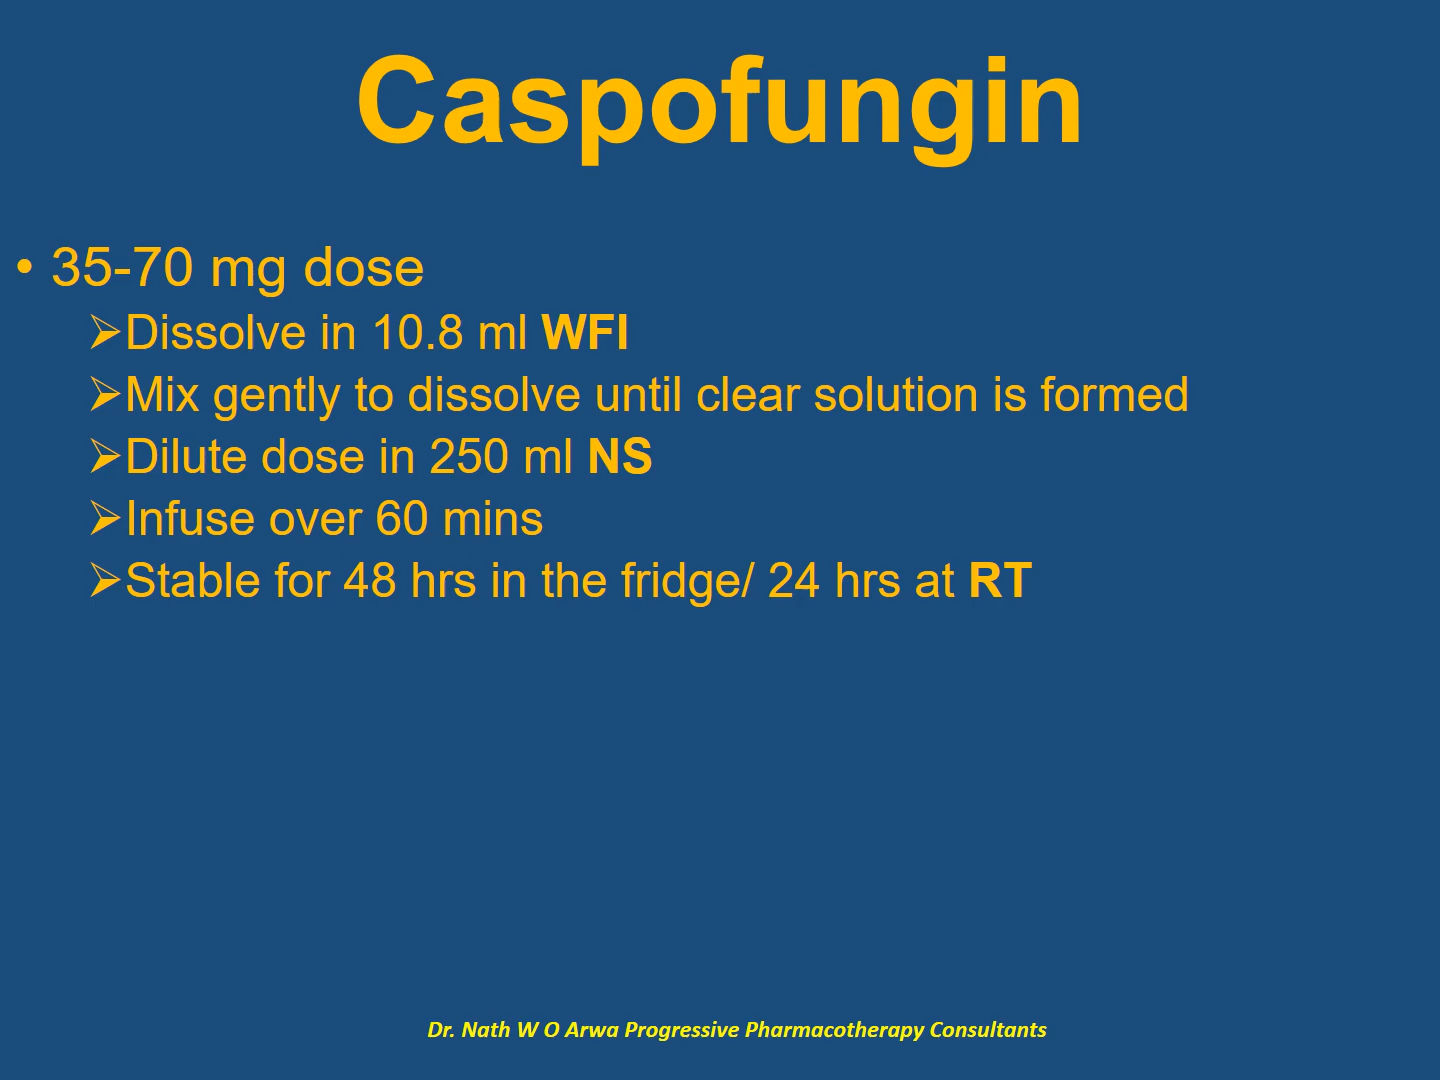 Caspofungin
• 35-70 mg dose
➢Dissolve in 10.8 ml WFI
➢Mix gently to dissolve until clear solution is formed
➢Dilute dose in 250 ml NS
➢Infuse over 60 mins
➢Stable for 48 hrs in the fridge/ 24 hrs at RT
Dr. Nath W O Arwa Progressive Pharmacotherapy Consultants